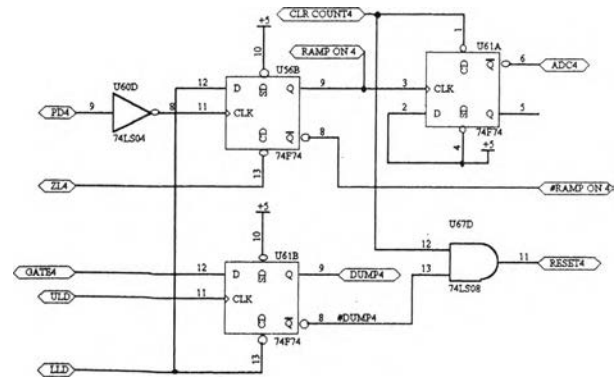 CLR COUNT4
+5
1
10
RAMP ON 4
U61A
U60D
U56B
CD
Q
6
ADC4
12
D
SD
Q
9
3
CLK
PD4
9
8
11
CLK
2
D
SD
Q
5
74LS04
CD
Q
8
74F74
74F74
4
+5
13
ZL4
#RAMP ON 4
+5
U67D
10
U61B
12
GATE4
12
D
SD
Q
9
DUMP4
13
11
RESET4
ULD
11
CLK
74LS08
CD
Q
8
#DUMP4
74F74
13
LLD